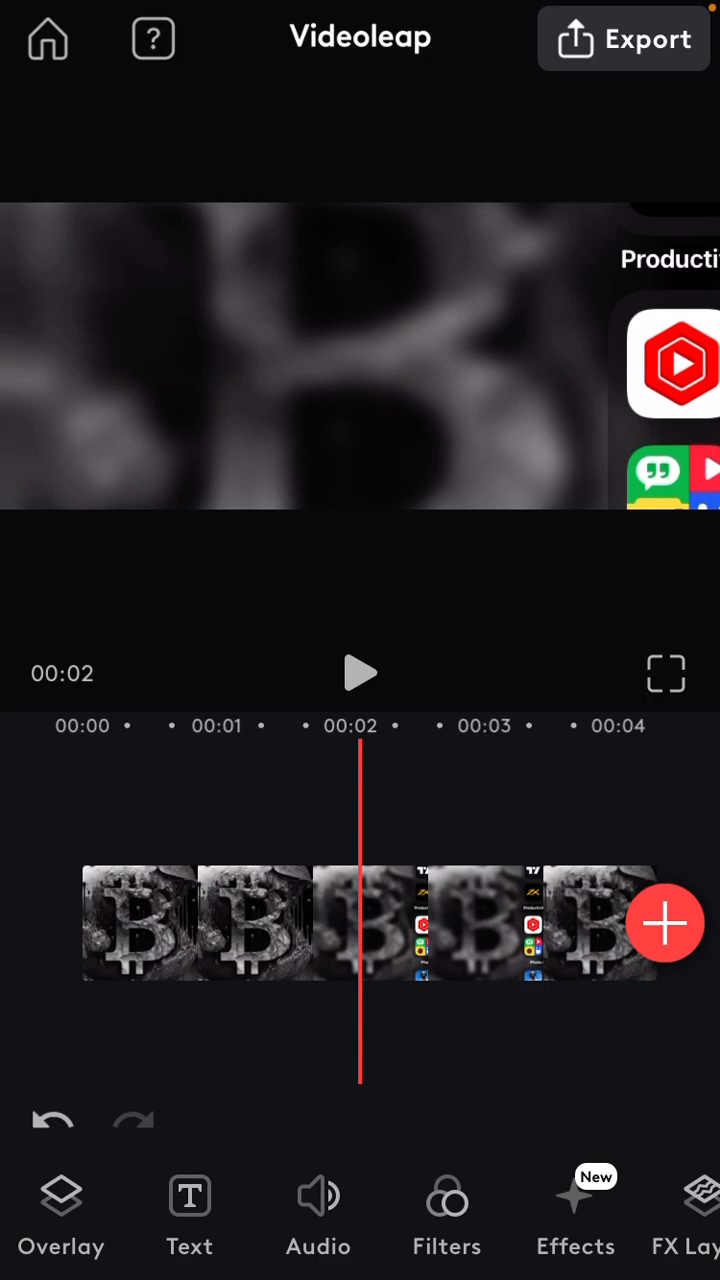 Videoleap
Export
Producti
00:02
00:00
00:01
00:02
00:03
00:04
New
Overlay
Text
Audio
Filters
Effects
FX Lay